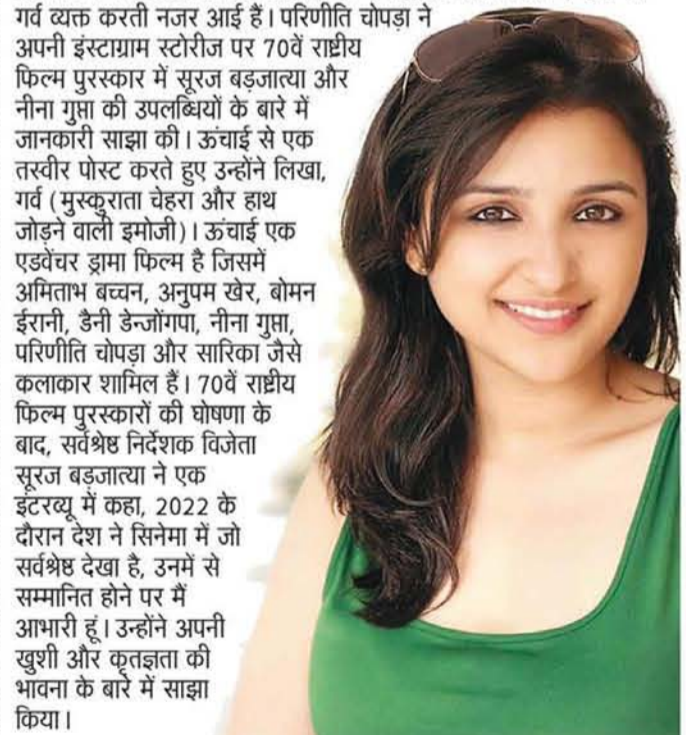 गर्व व्यक्त करती नजर आई हैं। परिणीति चोपड़ा ने
अपनी इंस्टाग्राम स्टोरीज पर 70वें राष्ट्रीय
फिल्म पुरस्कार में सूरज बड़जात्या और
नीना गुप्ता की उपलब्धियों के बारे में
जानकारी साझा की। ऊंचाई से एक
तस्वीर पोस्ट करते हुए उन्होंने लिखा,
गर्व (मुस्कुराता चेहरा और हाथ
जोड़ने वाली इमोजी)। ऊंचाई एक
एडवेंचर ड्रामा फिल्म है जिसमें
अमिताभ बच्चन, अनुपम खेर, बोमन
ईरानी, डैनी डेन्जोंगपा, नीना गुप्ता,
परिणीति चोपड़ा और सारिका जैसे
कलाकार शामिल हैं। 70वें राष्ट्रीय
फिल्म पुरस्कारों की घोषणा के
बाद, सर्वश्रेष्ठ निर्देशक विजेता
सूरज बड़जात्या ने एक
इंटरव्यू में कहा, 2022 के
दौरान देश ने सिनेमा में जो
सर्वश्रेष्ठ देखा है, उनमें से
सम्मानित होने पर मैं
आभारी हूं। उन्होंने अपनी
खुशी और कृतज्ञता की
भावना के बारे में साझा
किया।